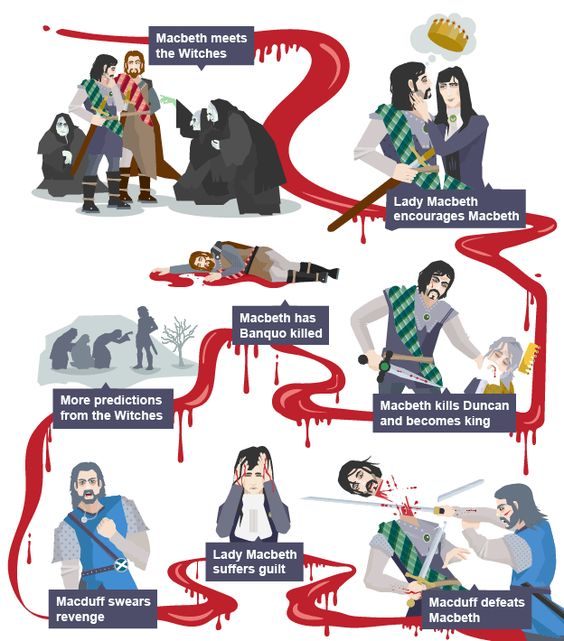 Macbeth meets
the Witches
Lady Macbeth
encourages Macbeth
Macbeth kills Duncan
and becomes king
Macbeth has
Banquo killed
More predictions
from the Witches
Macduff swears
revenge
Lady Macbeth
suffers guilt
Macduff defeats
Macbeth